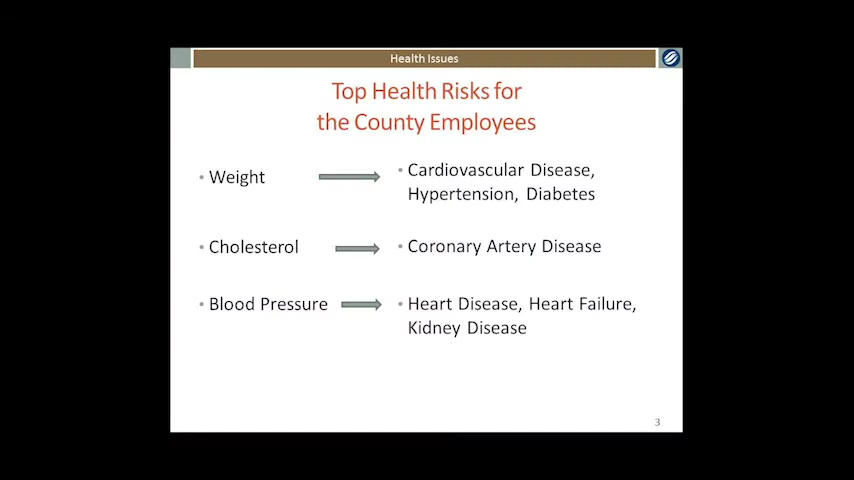 Health Issues
Top Health Risks for
the County Employees
• Weight
• Cardiovascular Disease,
Hypertension, Diabetes
• Cholesterol
• Coronary Artery Disease
• Blood Pressure
• Heart Disease, Heart Failure,
Kidney Disease
3